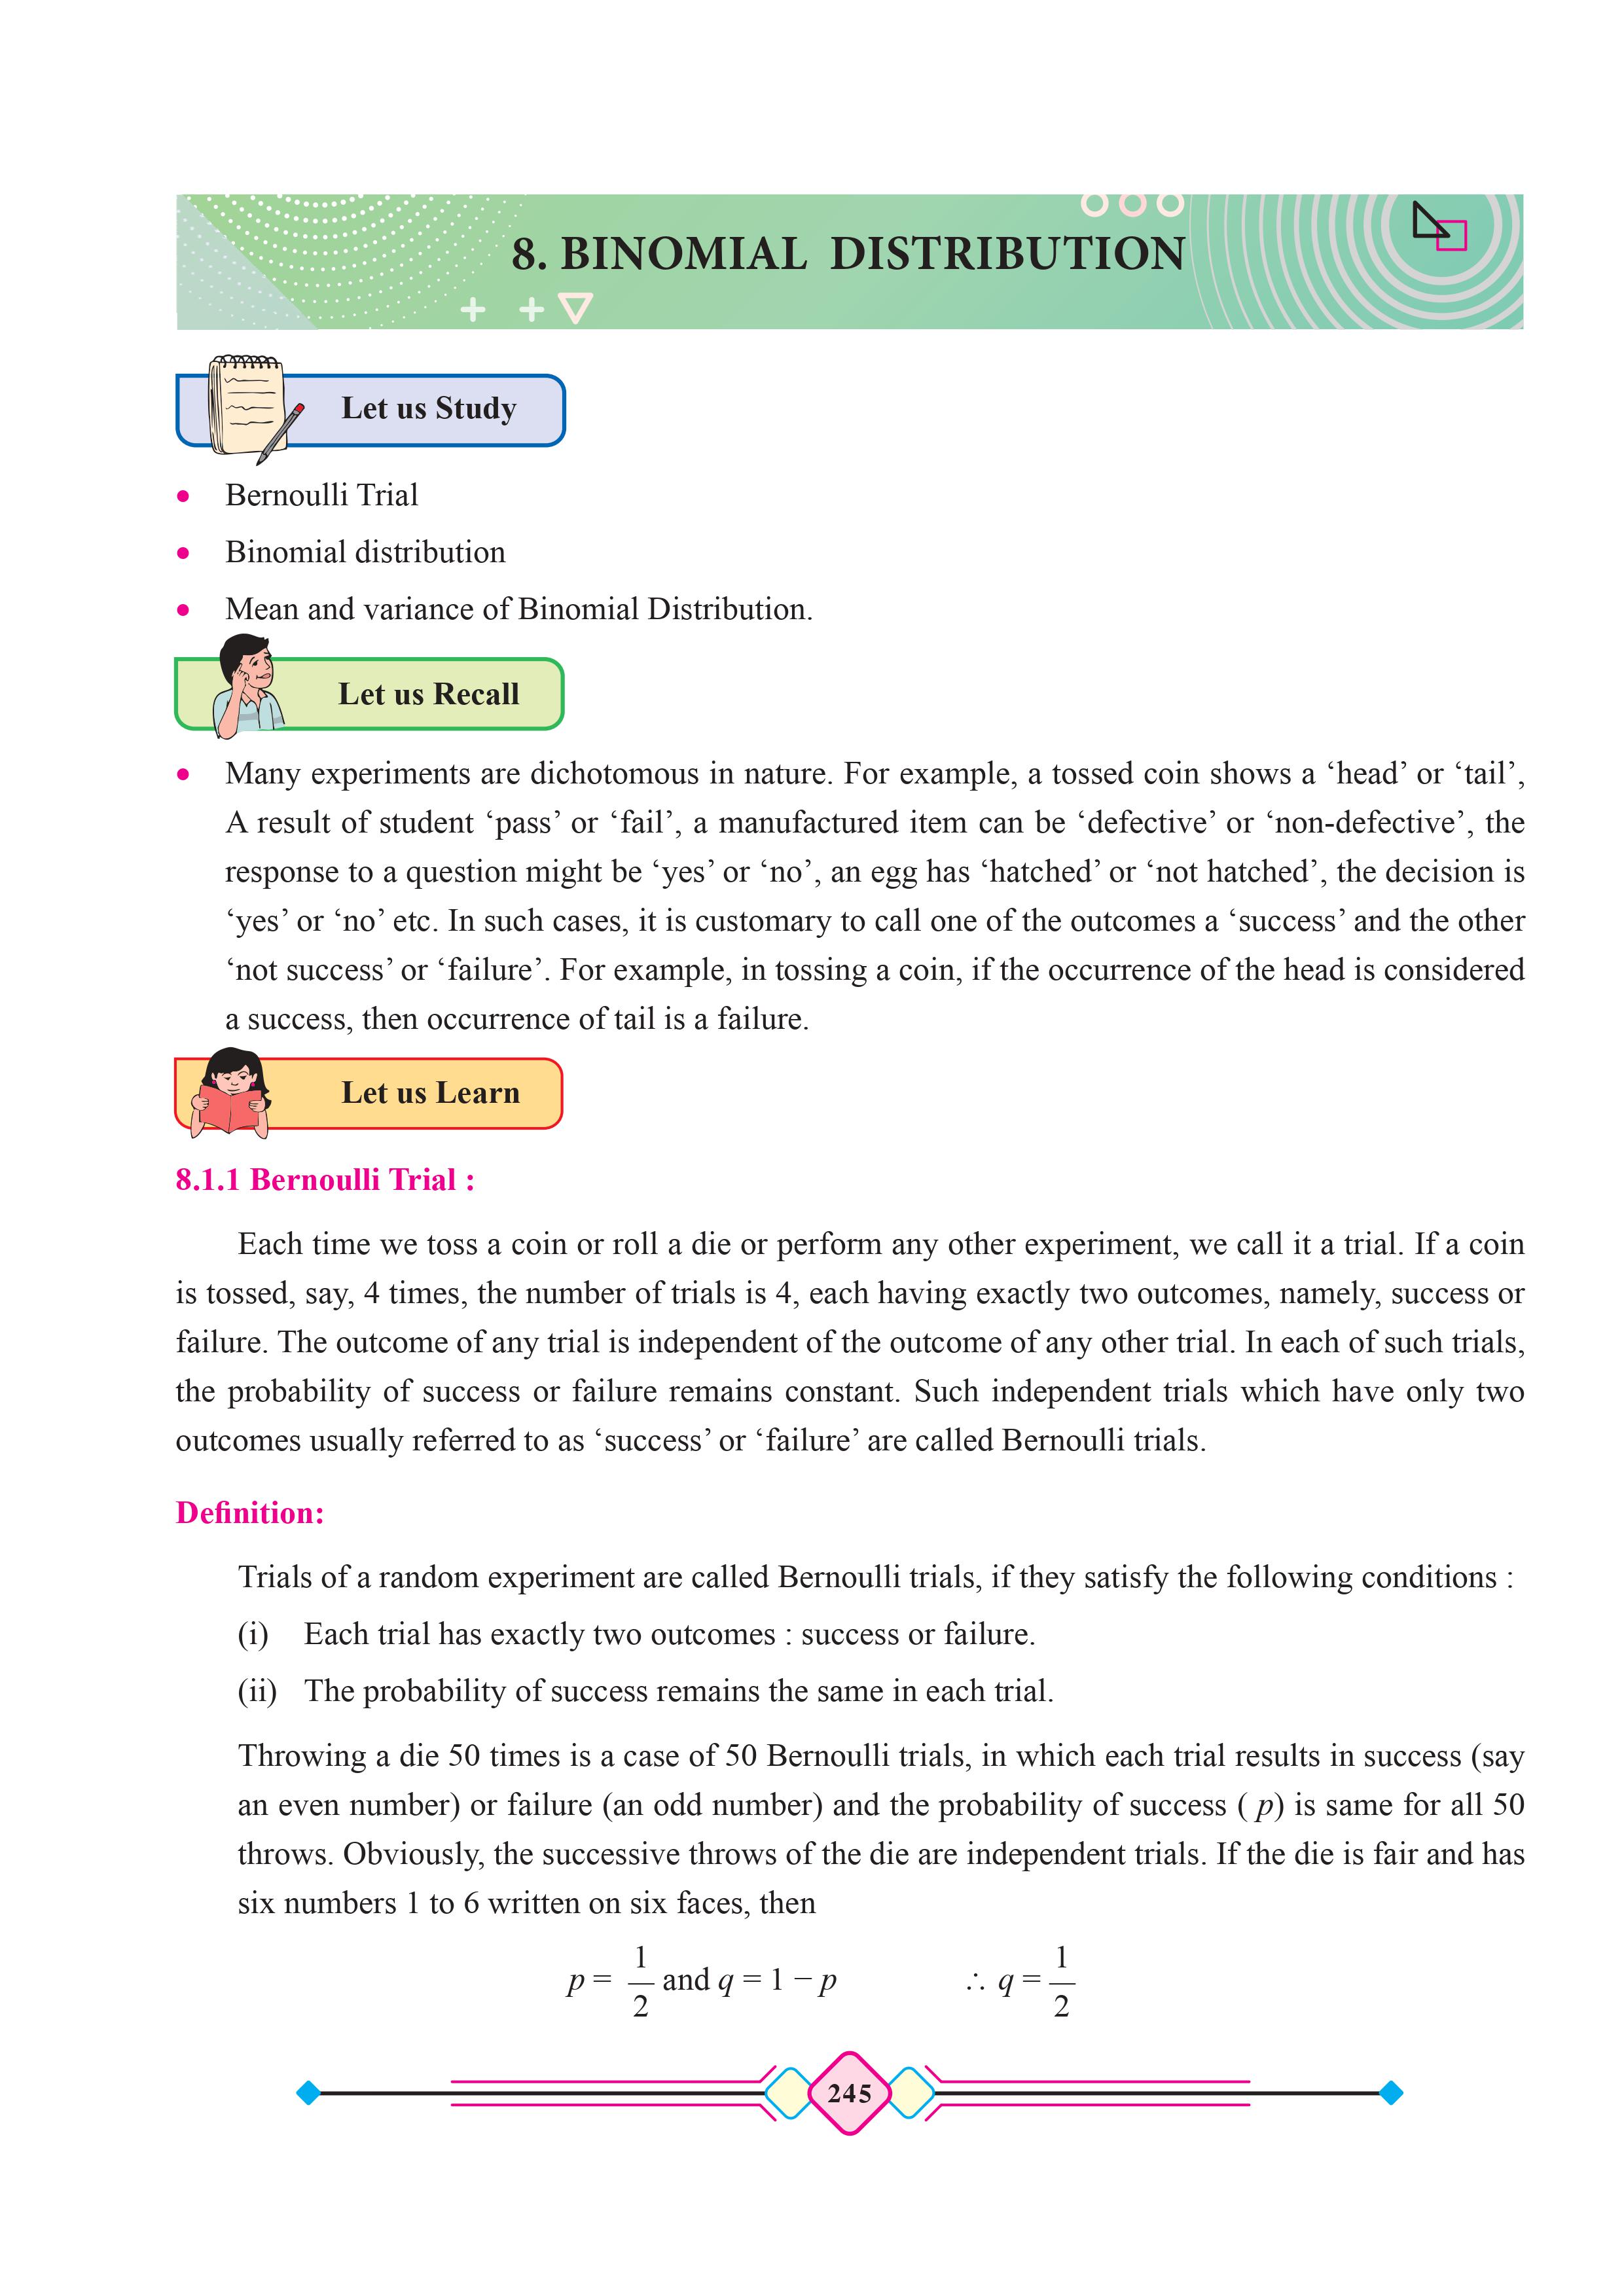 8. BINOMIAL DISTRIBUTION
Let us Study
• Bernoulli Trial
• Binomial distribution
• Mean and variance of Binomial Distribution.
Let us Recall
• Many experiments are dichotomous in nature. For example, a tossed coin shows a ‘head’ or ‘tail’,
A result of student ‘pass’ or ‘fail’, a manufactured item can be ‘defective’ or ‘non-defective’, the
response to a question might be ‘yes’ or ‘no’, an egg has ‘hatched’ or ‘not hatched’, the decision is
‘yes’ or ‘no’ etc. In such cases, it is customary to call one of the outcomes a ‘success’ and the other
‘not success’ or ‘failure’. For example, in tossing a coin, if the occurrence of the head is considered
a success, then occurrence of tail is a failure.
Let us Learn
8.1.1 Bernoulli Trial :
Each time we toss a coin or roll a die or perform any other experiment, we call it a trial. If a coin
is tossed, say, 4 times, the number of trials is 4, each having exactly two outcomes, namely, success or
failure. The outcome of any trial is independent of the outcome of any other trial. In each of such trials,
the probability of success or failure remains constant. Such independent trials which have only two
outcomes usually referred to as ‘success’ or ‘failure’ are called Bernoulli trials.
Definition:
Trials of a random experiment are called Bernoulli trials, if they satisfy the following conditions :
(i) Each trial has exactly two outcomes : success or failure.
(ii) The probability of success remains the same in each trial.
Throwing a die 50 times is a case of 50 Bernoulli trials, in which each trial results in success (say
an even number) or failure (an odd number) and the probability of success ( p) is same for all 50
throws. Obviously, the successive throws of the die are independent trials. If the die is fair and has
six numbers 1 to 6 written on six faces, then
p = 1/2 and q = 1 − p ∴ q = 1/2
245